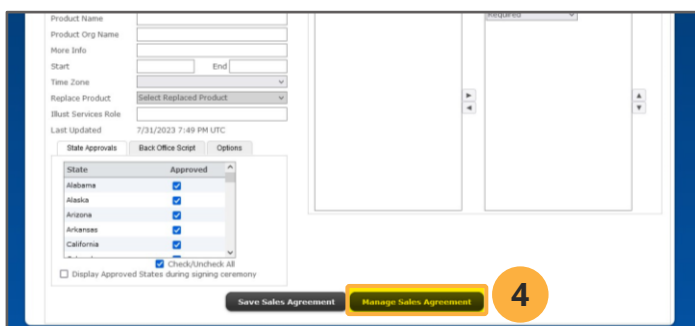 Product Name
Required
Product Org Name
More Info
Start End
Time Zone
Replace Product Select Replaced Product
Illust Services Role
Last Updated 7/31/2023 7:49 PM UTC
State Approvals Back Office Script Options
State Approved
Alabama
Alaska
Arizona
Arkansas
California
Check/Uncheck All
Display Approved States during signing ceremony
Save Sales Agreement Manage Sales Agreement 4